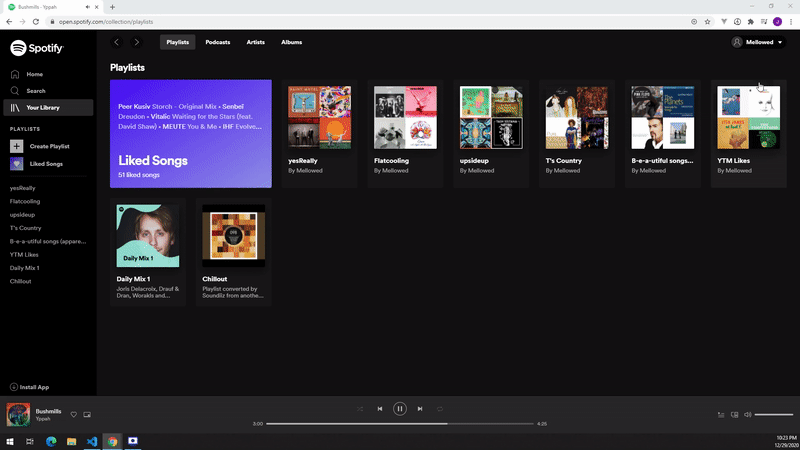 Bushmills · Yppah
open.spotify.com/collection/playlists
Spotify
Playlists
Podcasts
Artists
Albums
Mellowed
Home
Search
Your Library
PLAYLISTS
Create Playlist
Liked Songs
yesReally
Flatcooling
upsideup
T's Country
B-e-a-utiful songs (appare...
YTM Likes
Daily Mix 1
Chillout
Install App
Playlists
Peer Kusiv Storch - Original Mix • Senbeï
Dreudon • Vitalic Waiting for the Stars (feat.
David Shaw) • MEUTE You & Me • IHF Evolve...
Liked Songs
51 liked songs
yesReally
By Mellowed
Flatcooling
By Mellowed
upsideup
By Mellowed
T's Country
By Mellowed
B-e-a-utiful songs...
By Mellowed
YTM Likes
By Mellowed
Daily Mix 1
Daily Mix 1
Joris Delacroix, Drauf &
Dran, Worakls and...
Chillout
Playlist converted by
Soundiiz from anothe...
Bushmills
Yppah
3:00
4:25
10:23 PM
12/29/2020